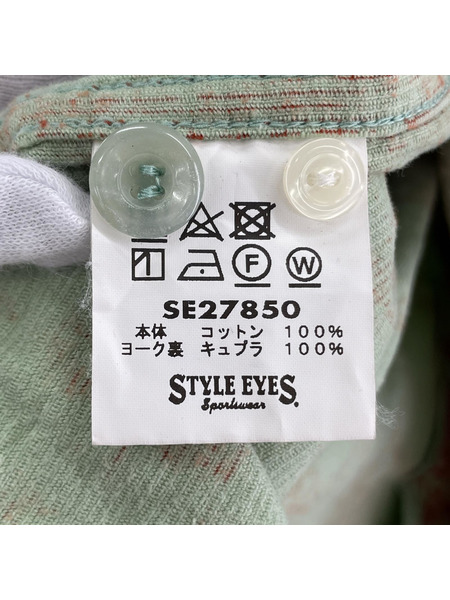 F W
SE27850
本体 コットン 100%
ヨーク裏 キュプラ 100%
STYLE EYES.
Sportswear